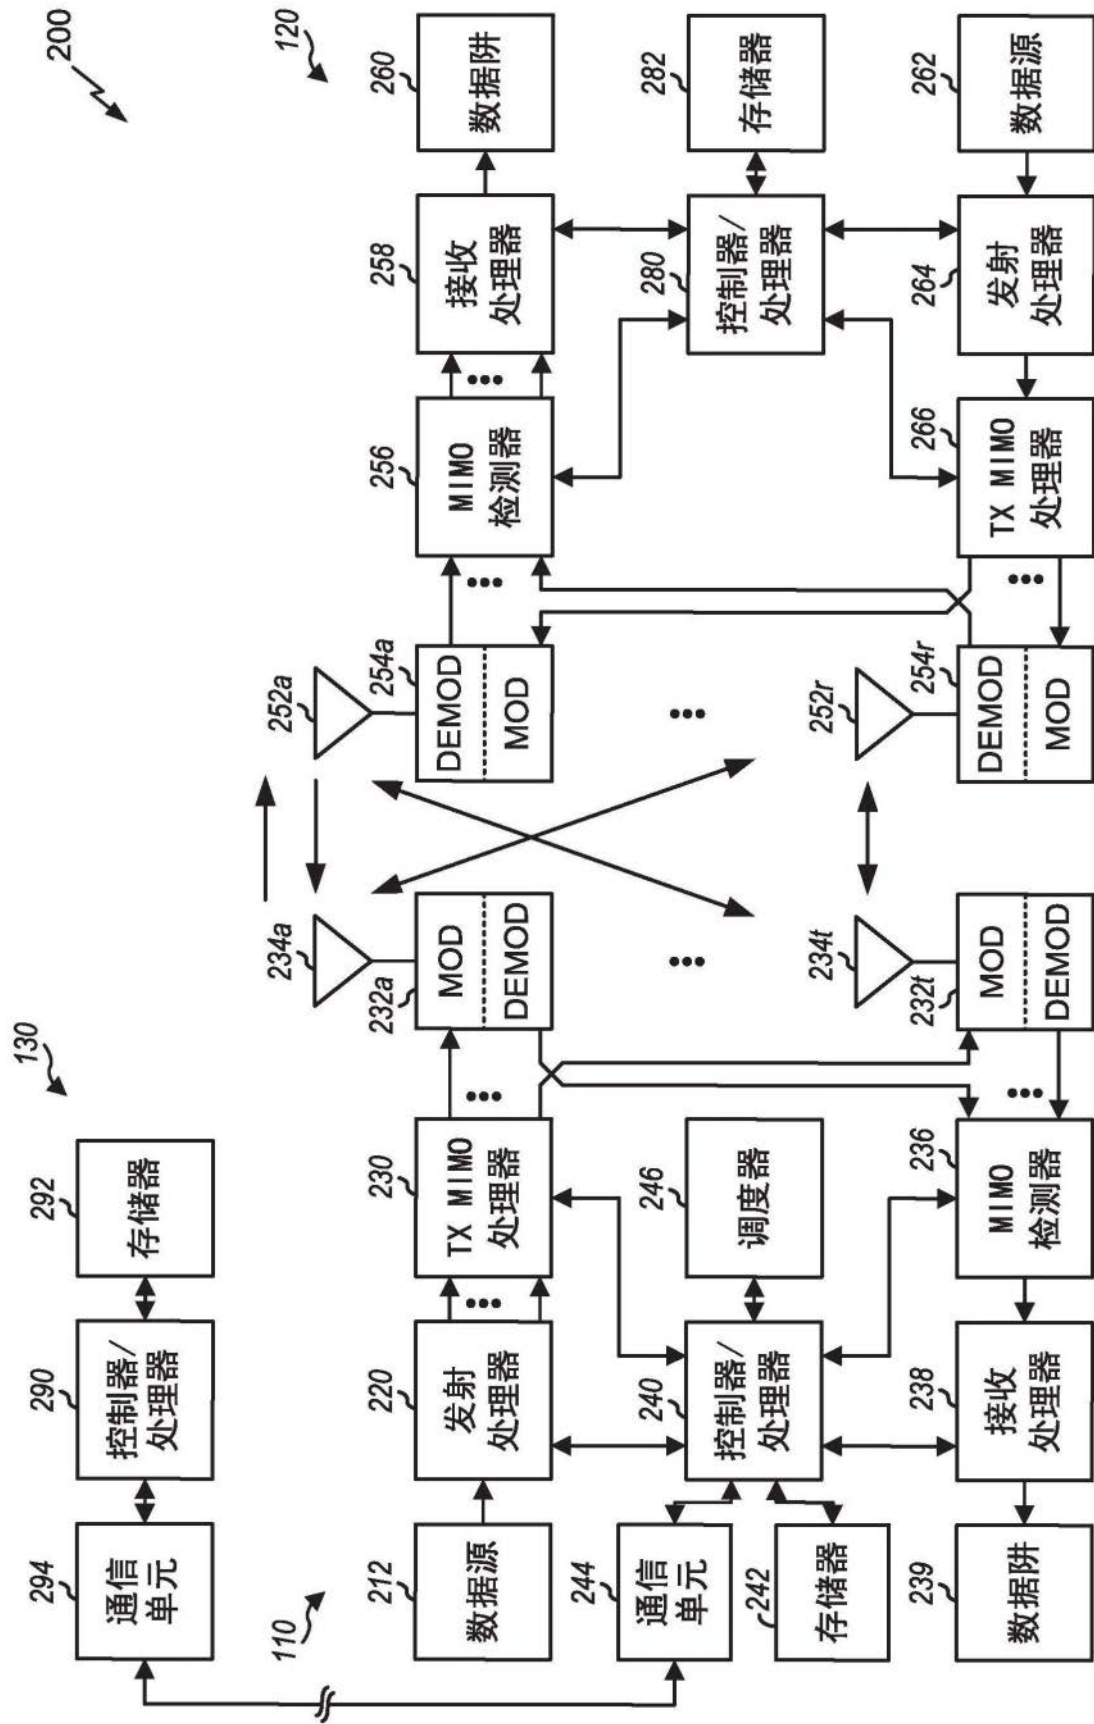 200
130
294
通信
单元
290
控制器/
处理器
292
存储器
110
120
212
数据源
220
发射
处理器
230
TX MIMO
处理器
232a
MOD
DEMOD
234a
252a
254a
DEMOD
MOD
256
MIMO
检测器
258
接收
处理器
260
数据阱
244
通信
单元
242
存储器
240
控制器/
处理器
246
调度器
280
控制器/
处理器
282
存储器
239
数据阱
238
接收
处理器
236
MIMO
检测器
232t
MOD
DEMOD
234t
252r
254r
DEMOD
MOD
266
TX MIMO
处理器
264
发射
处理器
262
数据源